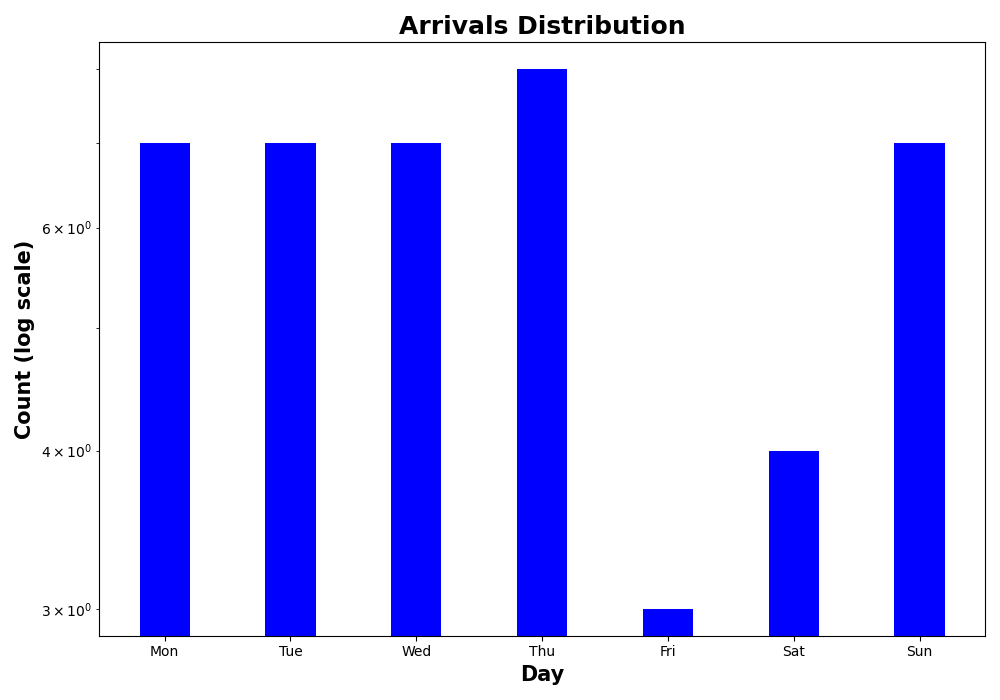 Arrivals Distribution
Count (log scale)
6 × 10⁰
4 × 10⁰
3 × 10⁰
Mon Tue Wed Thu Fri Sat Sun
Day